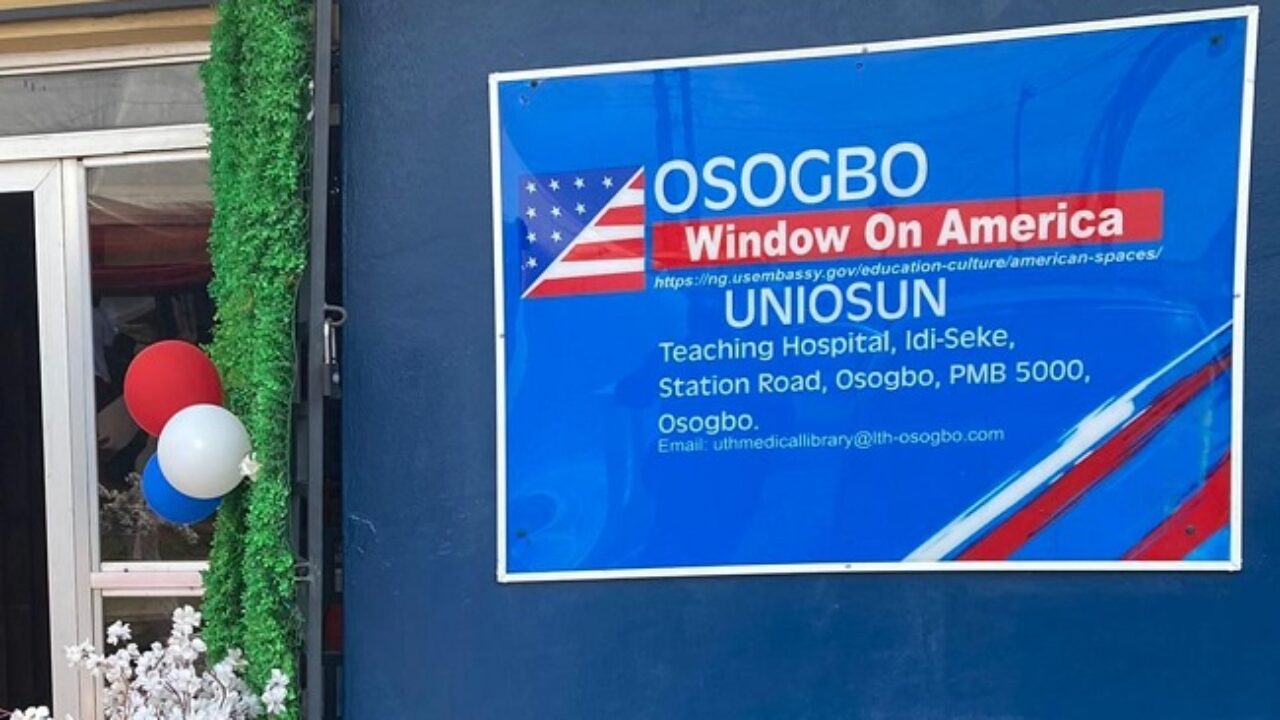 OSOGBO
Window On America
https://ng.usembassy.gov/education-culture/american-spaces/
UNIOSUN
Teaching Hospital, Idi-Seke,
Station Road, Osogbo, PMB 5000,
Osogbo.
Email: uthmedicallibrary@lth-osogbo.com